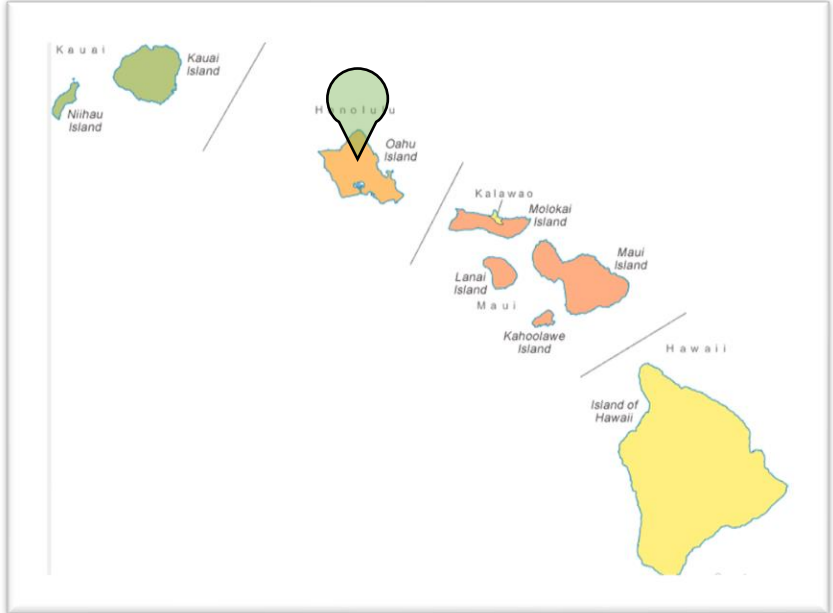 Kauai
Kauai
Island
Niihau
Island
Honolulu
Oahu
Island
Kalawao
Molokai
Island
Maui
Island
Lanai
Island
Maui
Kahoolawe
Island
Hawaii
Island of
Hawaii